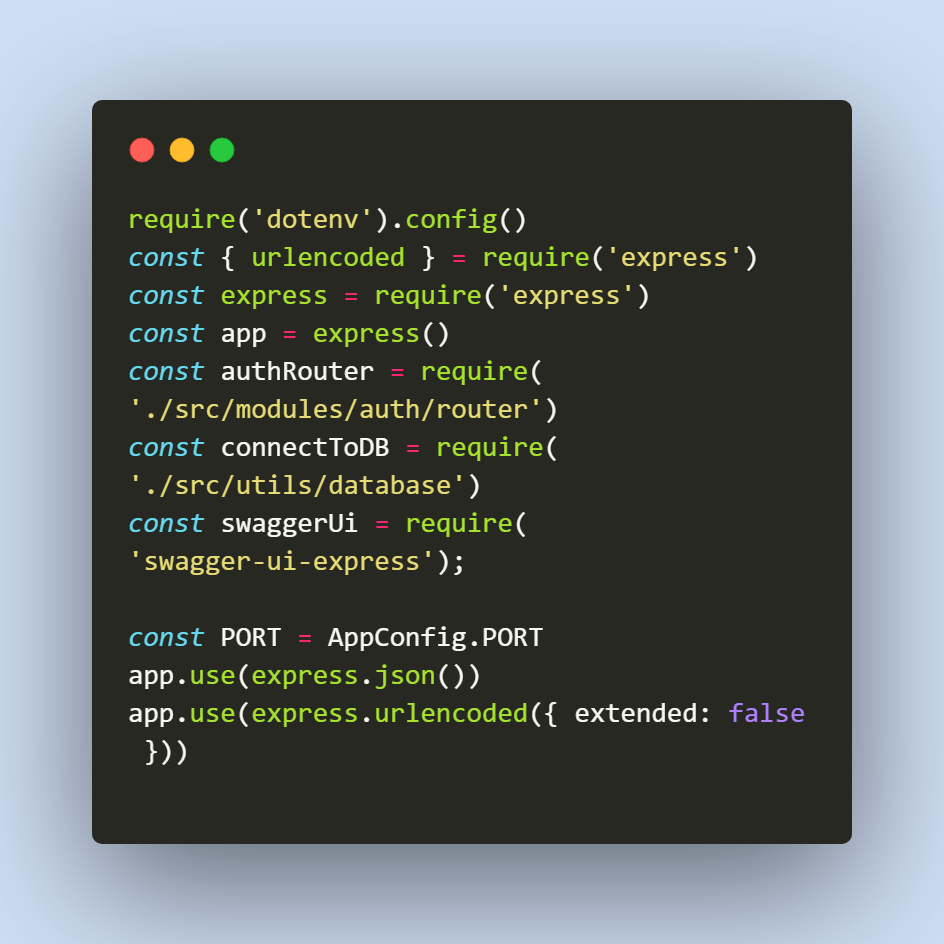 require('dotenv').config()
const { urlencoded } = require('express')
const express = require('express')
const app = express()
const authRouter = require(
'./src/modules/auth/router')
const connectToDB = require(
'./src/utils/database')
const swaggerUi = require(
'swagger-ui-express');
const PORT = AppConfig.PORT
app.use(express.json())
app.use(express.urlencoded({ extended: false
 }))